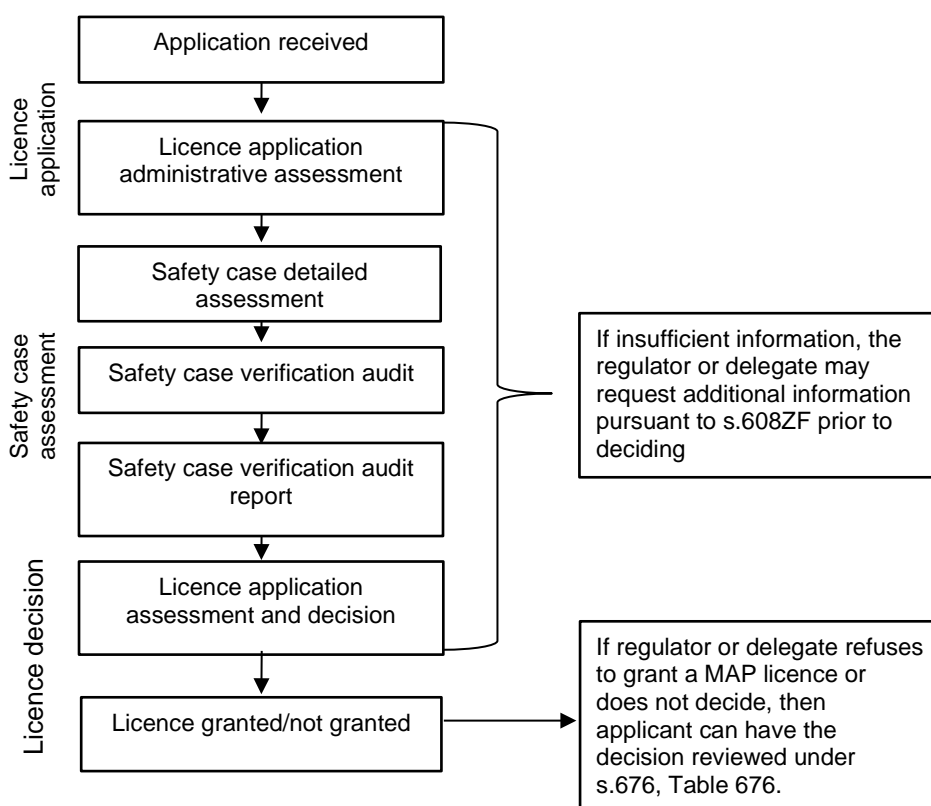 Application received
Licence
application
Licence application
administrative assessment
Safety case detailed
assessment
Safety case
assessment
Safety case verification audit
Safety case verification audit
report
If insufficient information, the
regulator or delegate may
request additional information
pursuant to s.608ZF prior to
deciding
Licence decision
Licence application
assessment and decision
Licence granted/not granted
If regulator or delegate refuses
to grant a MAP licence or
does not decide, then
applicant can have the
decision reviewed under
s.676, Table 676.